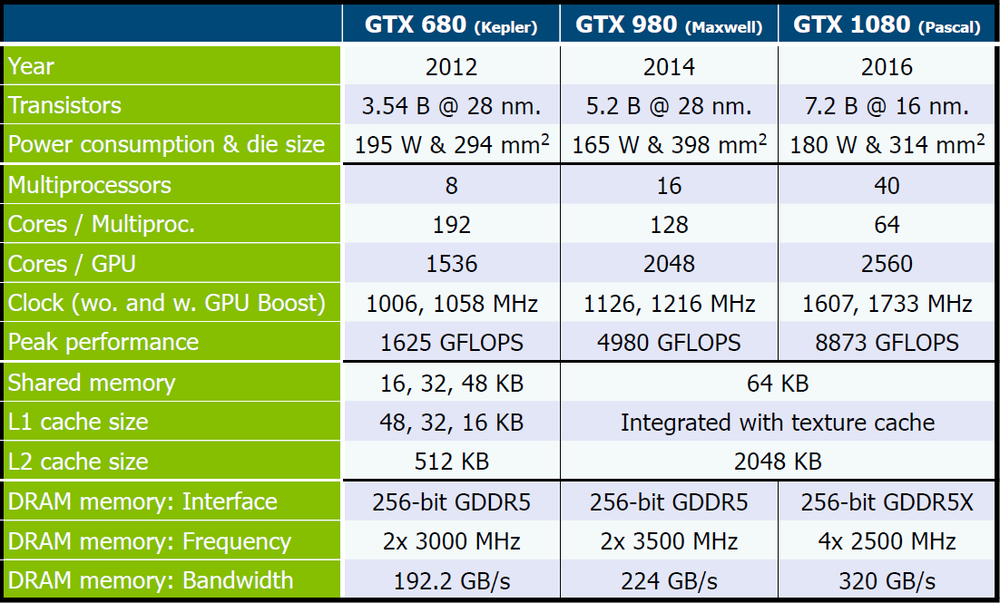 GTX 680 (Kepler) GTX 980 (Maxwell) GTX 1080 (Pascal)
Year 2012 2014 2016
Transistors 3.54 B @ 28 nm. 5.2 B @ 28 nm. 7.2 B @ 16 nm.
Power consumption & die size 195 W & 294 mm² 165 W & 398 mm² 180 W & 314 mm²
Multiprocessors 8 16 40
Cores / Multiproc. 192 128 64
Cores / GPU 1536 2048 2560
Clock (wo. and w. GPU Boost) 1006, 1058 MHz 1126, 1216 MHz 1607, 1733 MHz
Peak performance 1625 GFLOPS 4980 GFLOPS 8873 GFLOPS
Shared memory 16, 32, 48 KB 64 KB
L1 cache size 48, 32, 16 KB Integrated with texture cache
L2 cache size 512 KB 2048 KB
DRAM memory: Interface 256-bit GDDR5 256-bit GDDR5 256-bit GDDR5X
DRAM memory: Frequency 2x 3000 MHz 2x 3500 MHz 4x 2500 MHz
DRAM memory: Bandwidth 192.2 GB/s 224 GB/s 320 GB/s